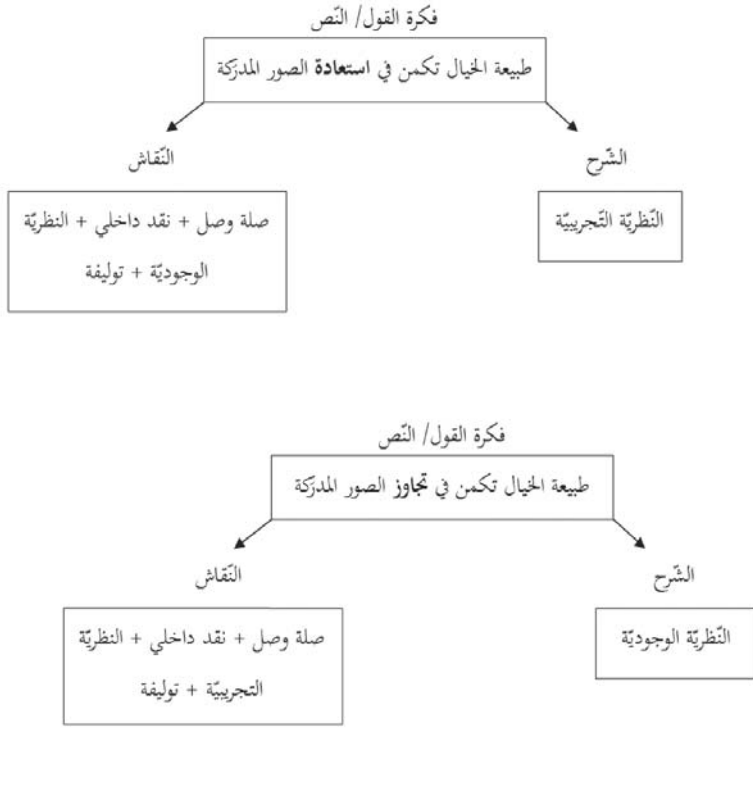 فكرة القول/ النّص
طبيعة الخيال تكمن في استعادة الصور المدرَكة
الشّرح
النّقاش
النّظريّة التّجريبيّة
صلة وصل + نقد داخلي + النظريّة
الوجوديّة + توليفة
فكرة القول/ النّص
طبيعة الخيال تكمن في تجاوز الصور المدرَكة
الشّرح
النّقاش
النّظريّة الوجوديّة
صلة وصل + نقد داخلي + النظريّة
التجريبيّة + توليفة